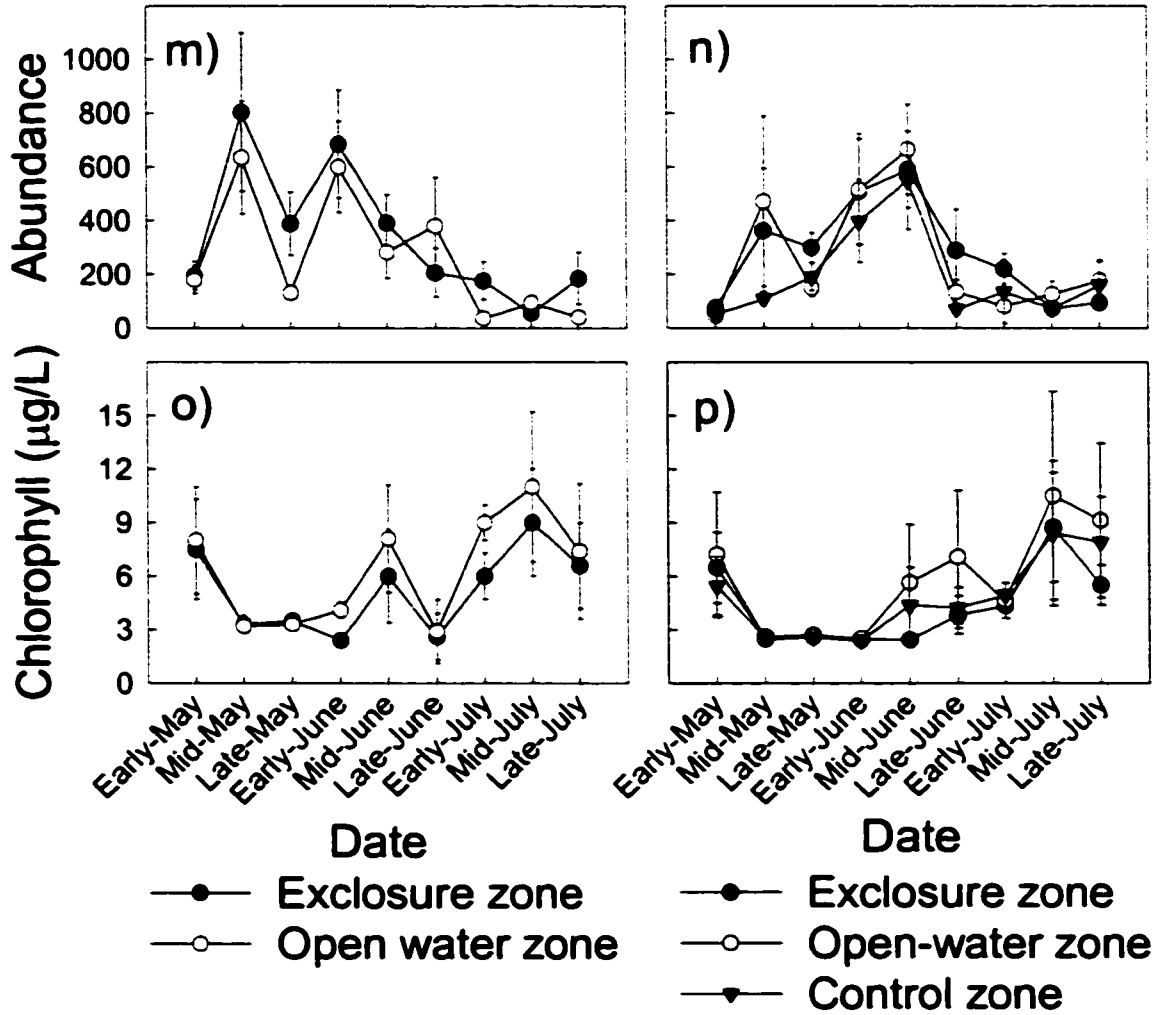 Abundance
1000
800
600
400
200
0
m)
n)
Chlorophyll (µg/L)
15
12
9
6
3
0
o)
p)
Early-May
Mid-May
Late-May
Early-June
Mid-June
Late-June
Early-July
Mid-July
Late-July
Early-May
Mid-May
Late-May
Early-June
Mid-June
Late-June
Early-July
Mid-July
Late-July
Date
Exclosure zone
Open water zone
Date
Exclosure zone
Open-water zone
Control zone